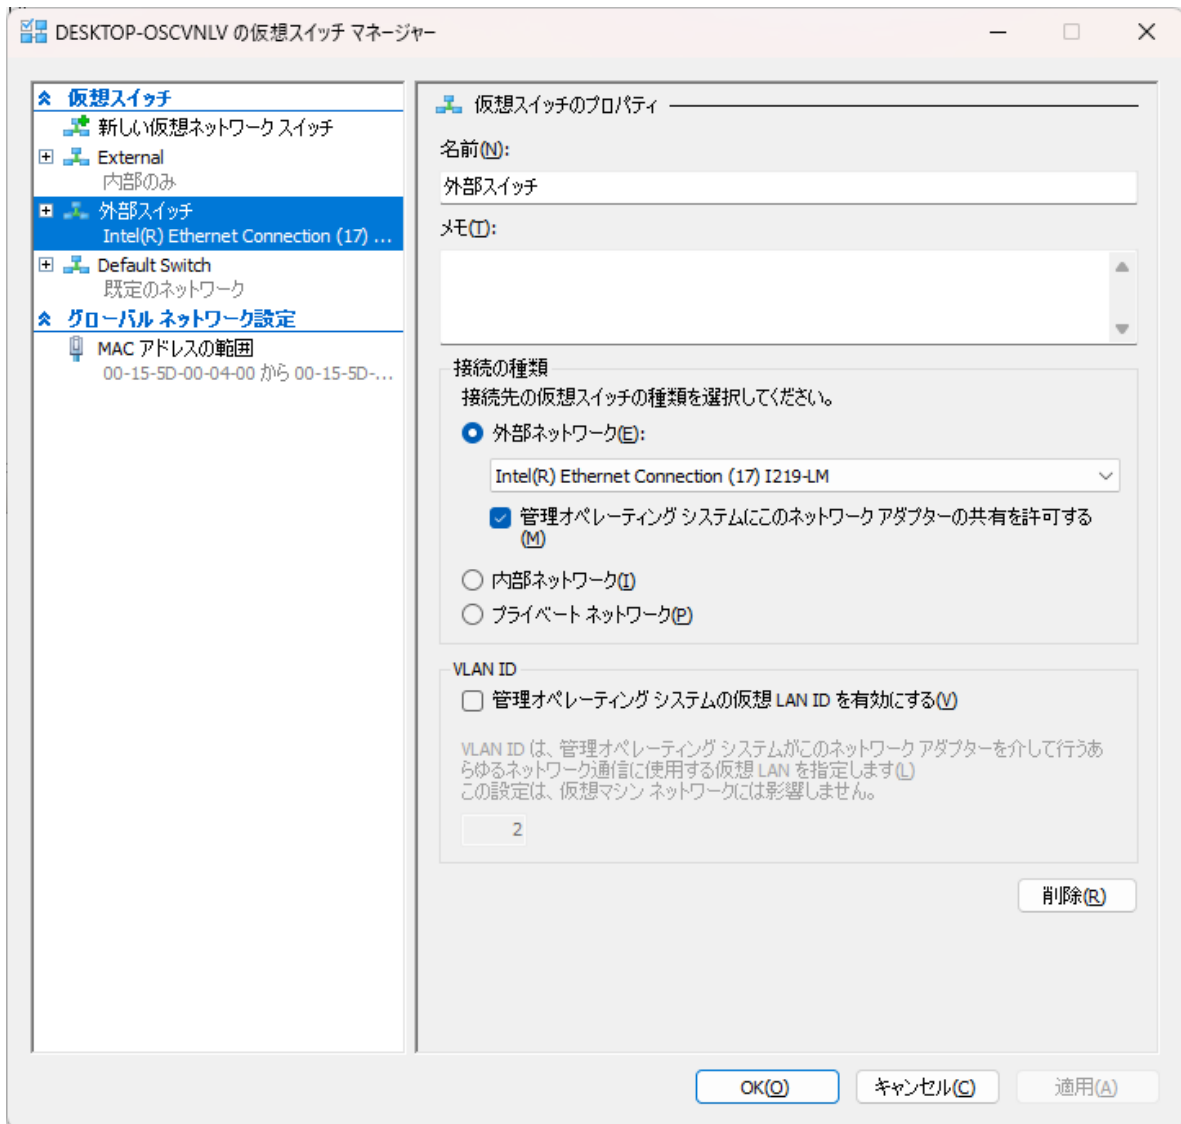 DESKTOP-OSCVNLV の仮想スイッチ マネージャー
仮想スイッチ
新しい仮想ネットワーク スイッチ
External
内部のみ
外部スイッチ
Intel(R) Ethernet Connection (17) ...
Default Switch
既定のネットワーク
グローバル ネットワーク設定
MAC アドレスの範囲
00-15-5D-00-04-00 から 00-15-5D-...
仮想スイッチのプロパティ
名前(N):
外部スイッチ
メモ(T):
接続の種類
接続先の仮想スイッチの種類を選択してください。
外部ネットワーク(E):
Intel(R) Ethernet Connection (17) I219-LM
管理オペレーティング システムにこのネットワーク アダプターの共有を許可する
(M)
内部ネットワーク(I)
プライベート ネットワーク(P)
VLAN ID
管理オペレーティング システムの仮想 LAN ID を有効にする(V)
VLAN ID は、管理オペレーティング システムがこのネットワーク アダプターを介して行うあ
らゆるネットワーク通信に使用する仮想 LAN を指定します(L)
この設定は、仮想マシン ネットワークには影響しません。
2
削除(R)
OK(O)
キャンセル(C)
適用(A)